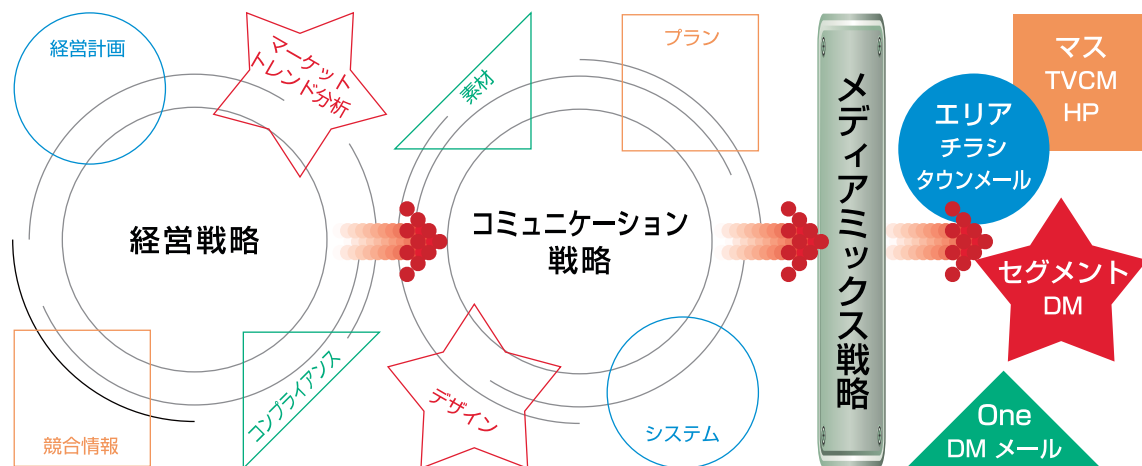 経営計画
マーケット
トレンド分析
経営戦略
競合情報
コンプライアンス
素材
プラン
コミュニケーション
戦略
デザイン
システム
メディアミックス戦略
マス
TVCM
HP
エリア
チラシ
タウンメール
セグメント
DM
One
DM メール